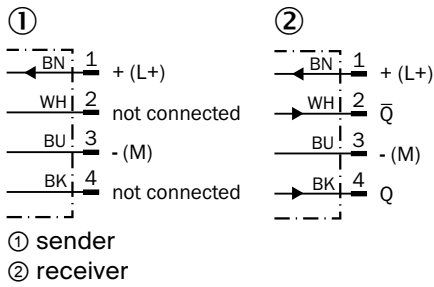 ① ②
BN 1 + (L+) BN 1 + (L+)
WH 2 not connected WH 2 Q̅
BU 3 - (M) BU 3 - (M)
BK 4 not connected BK 4 Q
① sender
② receiver